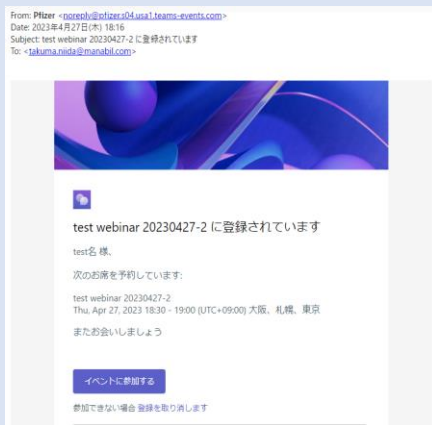 From: Pfizer <noreply@pfizer.s04.usa1.teams-events.com>
Date: 2023年4月27日(木) 18:16
Subject: test webinar 20230427-2 に登録されています
To: <takuma.niida@manabil.com>
test webinar 20230427-2 に登録されています
test名 様、
次のお席を予約しています:
test webinar 20230427-2
Thu, Apr 27, 2023 18:30 - 19:00 (UTC+09:00) 大阪、札幌、東京
またお会いしましょう
イベントに参加する
参加できない場合 登録を取り消します